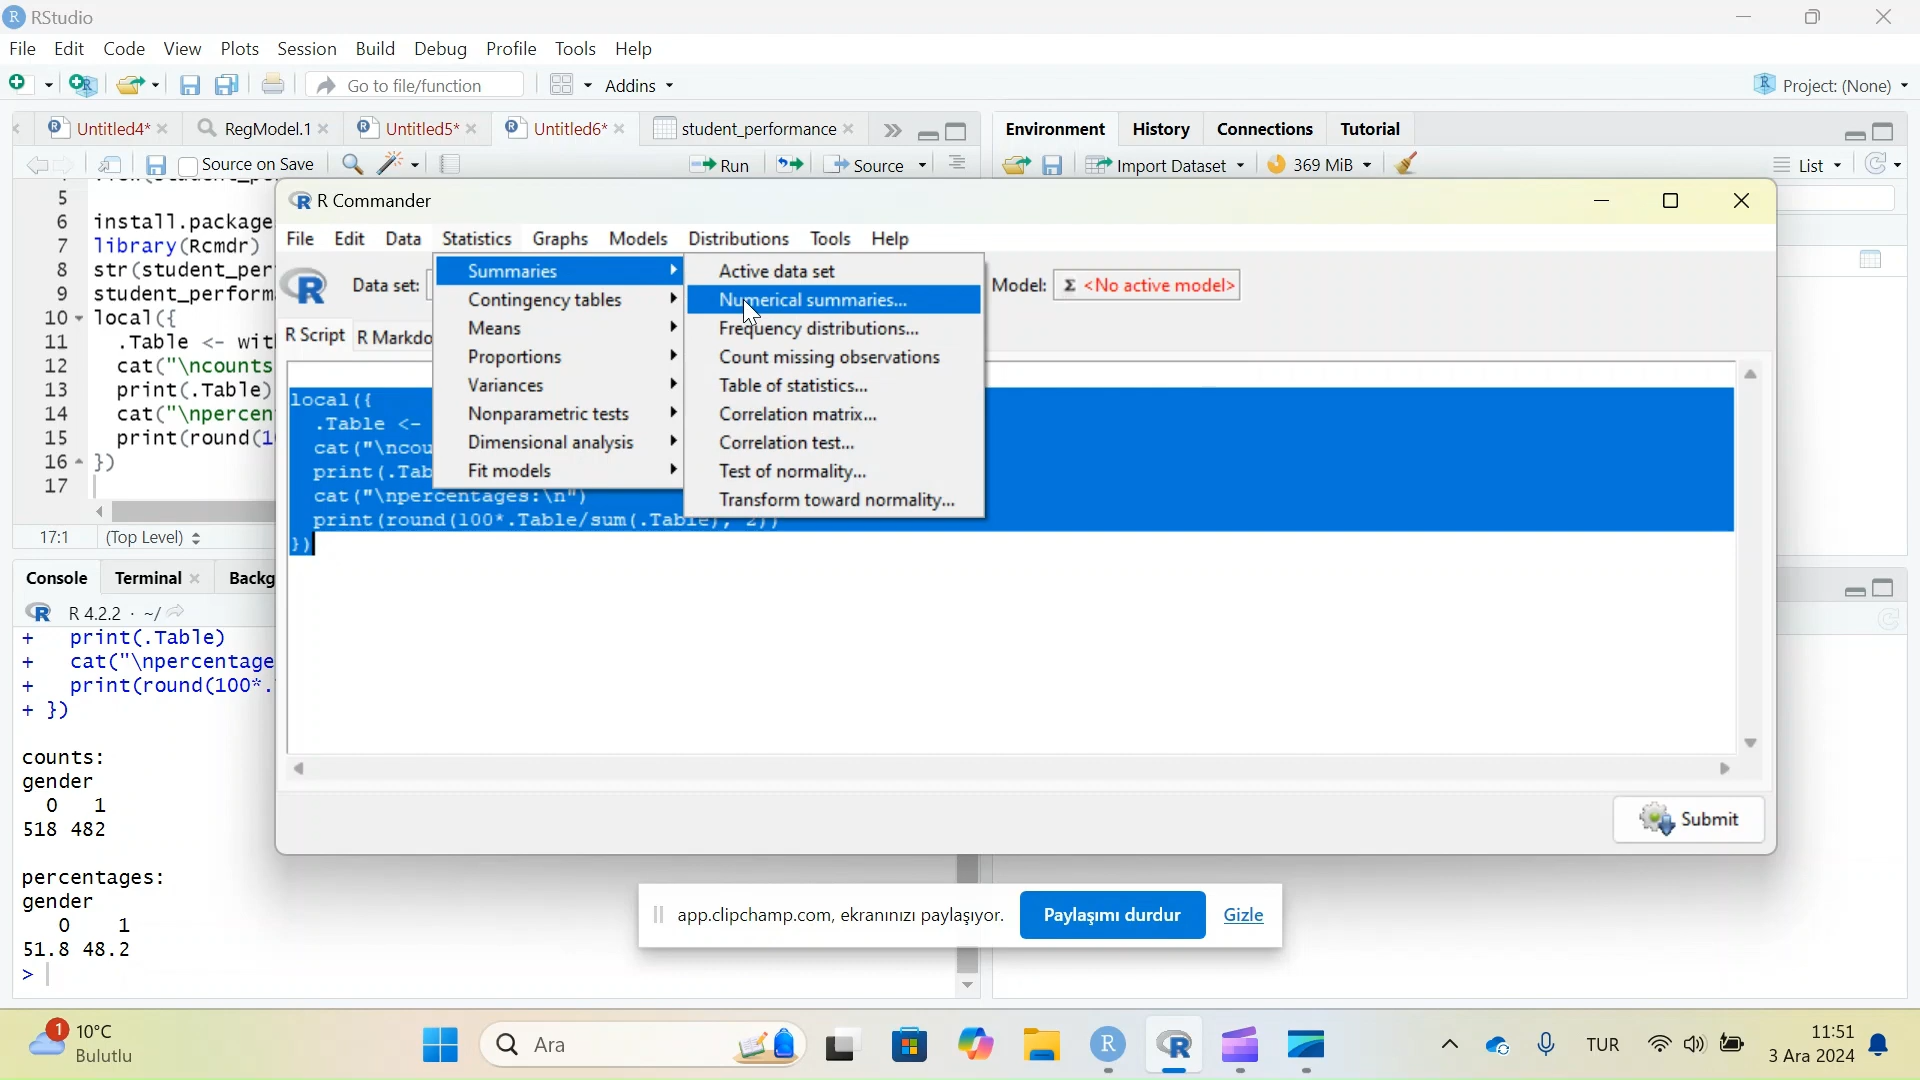 RStudio
File Edit Code View Plots Session Build Debug Profile Tools Help
Go to file/function Addins Project: (None)
Untitled4* RegModel.1 Untitled5* Untitled6* student_performance
Source on Save Run Source
5
6 install.package
7 library(Rcmdr)
8 str(student_per
9 student_perform
10 local({
11 .Table <- wit
12 cat("\ncounts
13 print(.Table)
14 cat("\npercen
15 print(round(1
16 })
17
17:1 (Top Level)
Console Terminal Backg
R 4.2.2 · ~/
+ print(.Table)
+ cat("\npercentage
+ print(round(100*.
+ })
counts:
gender
0 1
518 482
percentages:
gender
0 1
51.8 48.2
>
Environment History Connections Tutorial
Import Dataset 369 MiB List
R Commander
File Edit Data Statistics Graphs Models Distributions Tools Help
Data set: Model: Σ <No active model>
R Script R Markdo
Summaries
Contingency tables
Means
Proportions
Variances
Nonparametric tests
Dimensional analysis
Fit models
Active data set
Numerical summaries...
Frequency distributions...
Count missing observations
Table of statistics...
Correlation matrix...
Correlation test...
Test of normality...
Transform toward normality...
local({
.Table <-
cat("\ncou
print(.Tab
cat("\npercentages:\n")
print(round(100*.Table/sum(.Table), 2))
})
Submit
app.clipchamp.com, ekranınızı paylaşıyor. Paylaşımı durdur Gizle
1 10°C
Bulutlu
Ara
TUR
11:51
3 Ara 2024